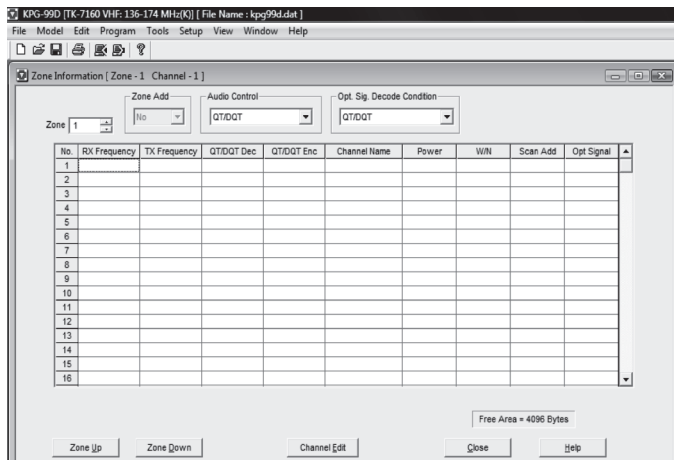 KPG-99D [TK-7160 VHF: 136-174 MHz(K)] [ File Name : kpg99d.dat ]
File Model Edit Program Tools Setup View Window Help
Zone Information [ Zone - 1 Channel - 1 ]
Zone Add Audio Control Opt. Sig. Decode Condition
Zone 1 No QT/DQT QT/DQT
No. RX Frequency TX Frequency QT/DQT Dec QT/DQT Enc Channel Name Power W/N Scan Add Opt Signal
1
2
3
4
5
6
7
8
9
10
11
12
13
14
15
16
Free Area = 4096 Bytes
Zone Up Zone Down Channel Edit Close Help